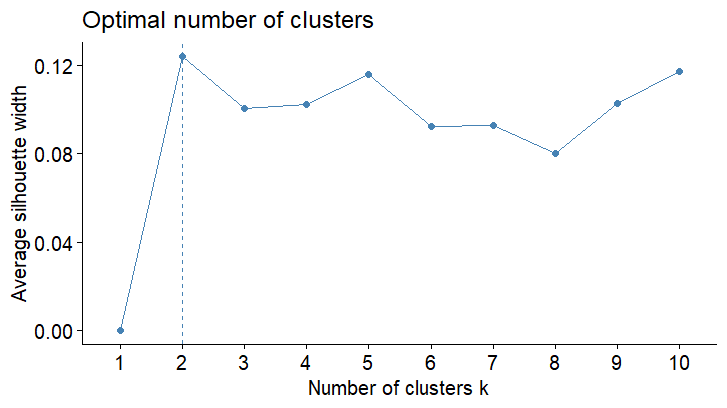 Optimal number of clusters
Average silhouette width
0.12
0.08
0.04
0.00
1 2 3 4 5 6 7 8 9 10
Number of clusters k